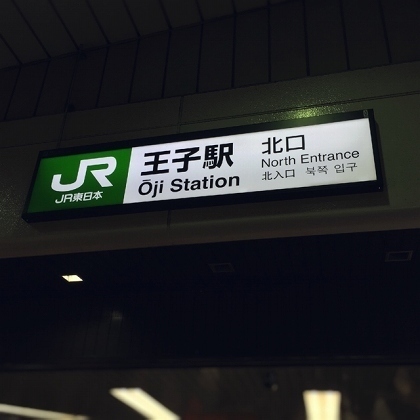 JR
JR東日本
王子駅
Ōji Station
北口
North Entrance
北入口 북쪽 입구